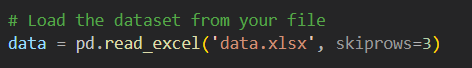 # Load the dataset from your file
data = pd.read_excel('data.xlsx', skiprows=3)